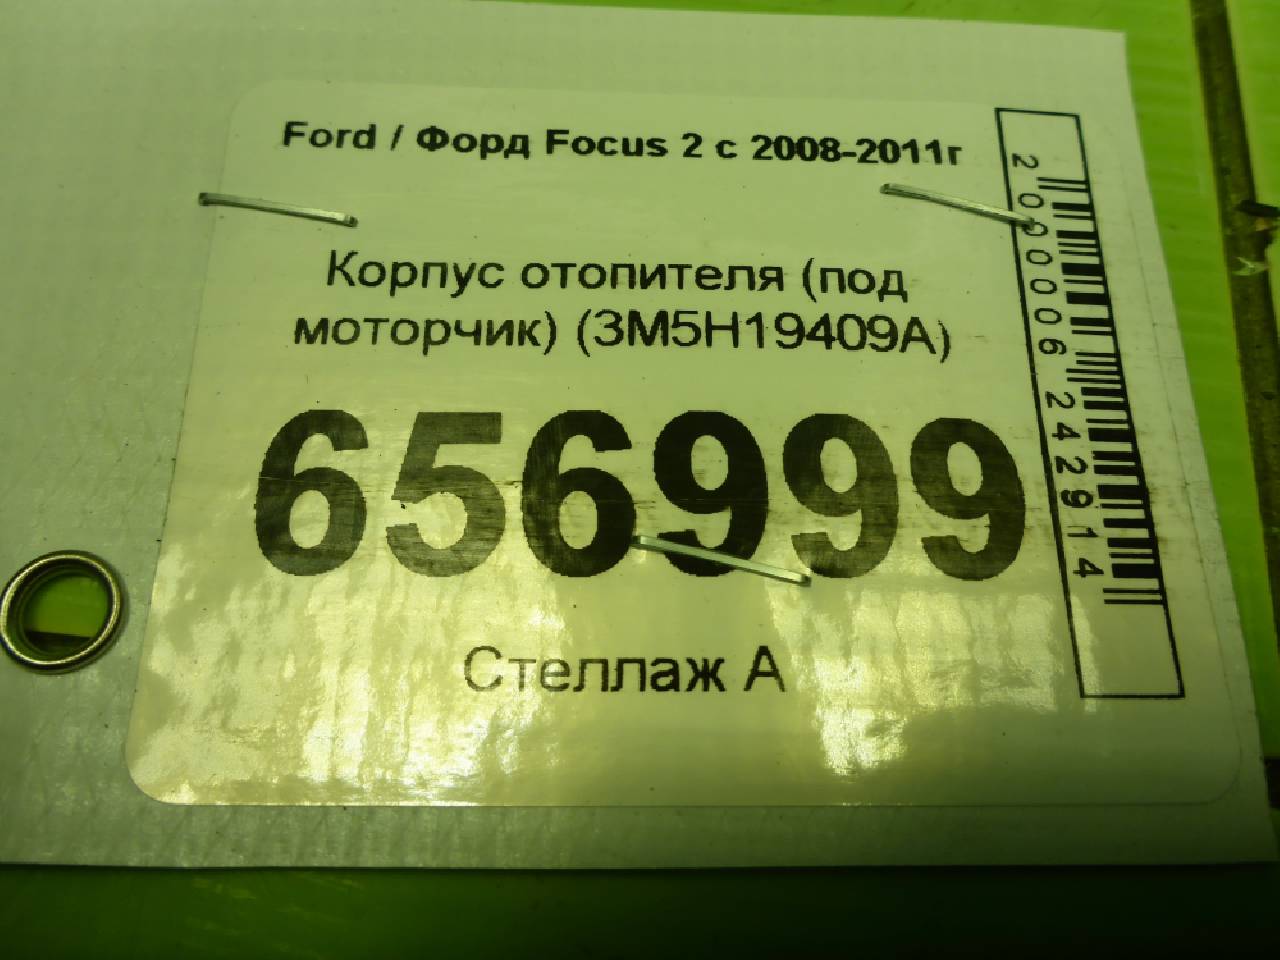 Ford / Форд Focus 2 с 2008-2011г
Корпус отопителя (под
моторчик) (3M5H19409A)
656999
Стеллаж А
2000006242914